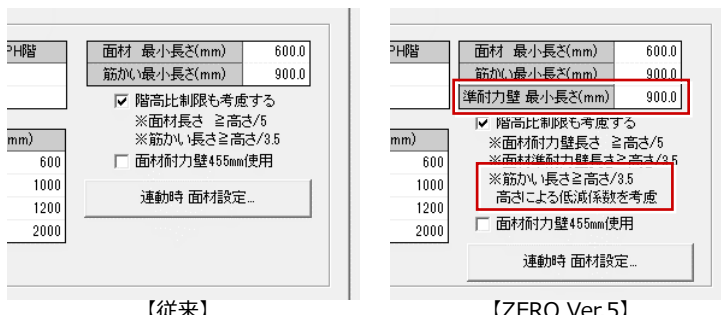 PH階
面材 最小長さ(mm) 600.0
筋かい最小長さ(mm) 900.0
階高比制限も考慮する
※面材長さ ≧高さ/5
※筋かい長さ≧高さ/3.5
mm)
600
面材耐力壁455mm使用
1000
1200
2000
連動時 面材設定...
【従来】
PH階
面材 最小長さ(mm) 600.0
筋かい最小長さ(mm) 900.0
準耐力壁 最小長さ(mm) 900.0
階高比制限も考慮する
※面材耐力壁長さ ≧高さ/5
※面材準耐力壁長さ≧高さ/3.5
※筋かい長さ≧高さ/3.5
高さによる低減係数を考慮
mm)
600
1000
1200
2000
面材耐力壁455mm使用
連動時 面材設定...
【ZERO Ver.5】